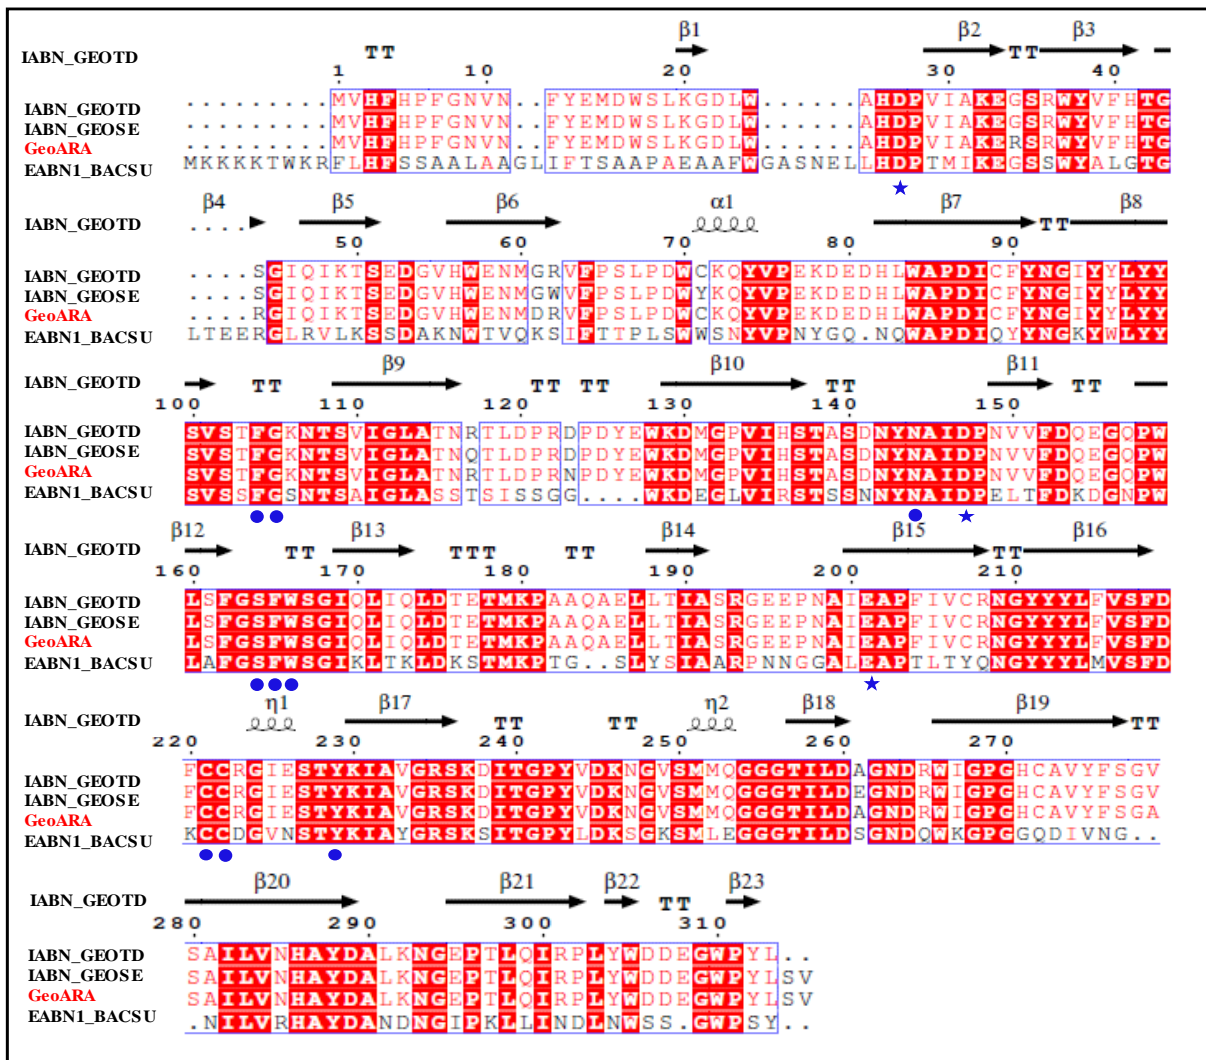 β1 β2 β3
IABN_GEOTD TT TT
1 10 20 30 40
IABN_GEOTD .........MVHFHPFGNVN..FYEMDWSLKGDLW......AHDPVIAKEGSRWYVFHTG
IABN_GEOSE .........MVHFHPFGNVN..FYEMDWSLKGDLW......AHDPVIAKEGSRWYVFHTG
GeoARA .........MVHFHPFGNVN..FYEMDWSLKGDLW......AHDPVIAKERSRWYVFHTG
EABN1_BACSU MKKKKTWKRFLHFSSAALAAGLIFTSAAPAEAAFWGASNELLHDPTMIKEGSSWYALGTG
β4 β5 β6 α1 β7 β8
IABN_GEOTD .... TT
50 60 70 80 90
IABN_GEOTD ....SGIQIKTSEDGVHWENMGRVFPSLPDWCKQYVPEKDEDHLWAPDICFYNGIYYLYY
IABN_GEOSE ....SGIQIKTSEDGVHWENMGWVFPSLPDWYKQYVPEKDEDHLWAPDICFYNGIYYLYY
GeoARA ....RGIQIKTSEDGVHWENMDRVFPSLPDWCKQYVPEKDEDHLWAPDICFYNGIYYLYY
EABN1_BACSU LTEERGLRVLKSSDAKNWTVQKSIFTTPLSWWSNYVPNYGQ.NQWAPDIQYYNGKYWLYY
β9 β10 β11
IABN_GEOTD TT TT TT TT TT
100 110 120 130 140 150
IABN_GEOTD SVSTFGKNTSVIGLATNRTLDPRDPDYEWKDMGPVIHSTASDNYNAIDPNVVFDQEGQPW
IABN_GEOSE SVSTFGKNTSVIGLATNQTLDPRDPDYEWKDMGPVIHSTASDNYNAIDPNVVFDQEGQPW
GeoARA SVSTFGKNTSVIGLATNRTLDPRNPDYEWKDMGPVIHSTASDNYNAIDPNVVFDQEGQPW
EABN1_BACSU SVSSFGSNTSAIGLASSTSISSGG....WKDEGLVIRSTSSNNYNAIDPELTFDKDGNPW
β12 β13 β14 β15 β16
IABN_GEOTD TT TTT TT TT
160 170 180 190 200 210
IABN_GEOTD LSFGSFWSGIQLIQLDTETMKPAAQAELLTIASRGEEPNAIEAPFIVCRNGYYYLFVSFD
IABN_GEOSE LSFGSFWSGIQLIQLDTETMKPAAQAELLTIASRGEEPNAIEAPFIVCRNGYYYLFVSFD
GeoARA LSFGSFWSGIQLIQLDTETMKPAAQAELLTIASRGEEPNAIEAPFIVCRNGYYYLFVSFD
EABN1_BACSU LAFGSFWSGIKLTKLDKSTMKPTG..SLYSIAARPNNGGALEAPTLTYQNGYYYLMVSFD
η1 β17 η2 β18 β19
IABN_GEOTD TT TT TT
220 230 240 250 260 270
IABN_GEOTD FCCRGIESTYKIAVGRSKDITGPYVDKNGVSMMQGGGTILDAGNDRWIGPGHCAVYFSGV
IABN_GEOSE FCCRGIESTYKIAVGRSKDITGPYVDKNGVSMMQGGGTILDEGNDRWIGPGHCAVYFSGV
GeoARA FCCRGIESTYKIAVGRSKDITGPYVDKNGVSMMQGGGTILDAGNDRWIGPGHCAVYFSGA
EABN1_BACSU KCCDGVNSTYKIAYGRSKSITGPYLDKSGKSMLEGGGTILDSGNDQWKGPGGQDIVNG..
β20 β21 β22 β23
IABN_GEOTD TT
280 290 300 310
IABN_GEOTD SAILVNHAYDALKNGEPTLQIRPLYWDDEGWPYL..
IABN_GEOSE SAILVNHAYDALKNGEPTLQIRPLYWDDEGWPYLSV
GeoARA SAILVNHAYDALKNGEPTLQIRPLYWDDEGWPYLSV
EABN1_BACSU .NILVRHAYDANDNGIPKLLINDLNWSS.GWPSY..